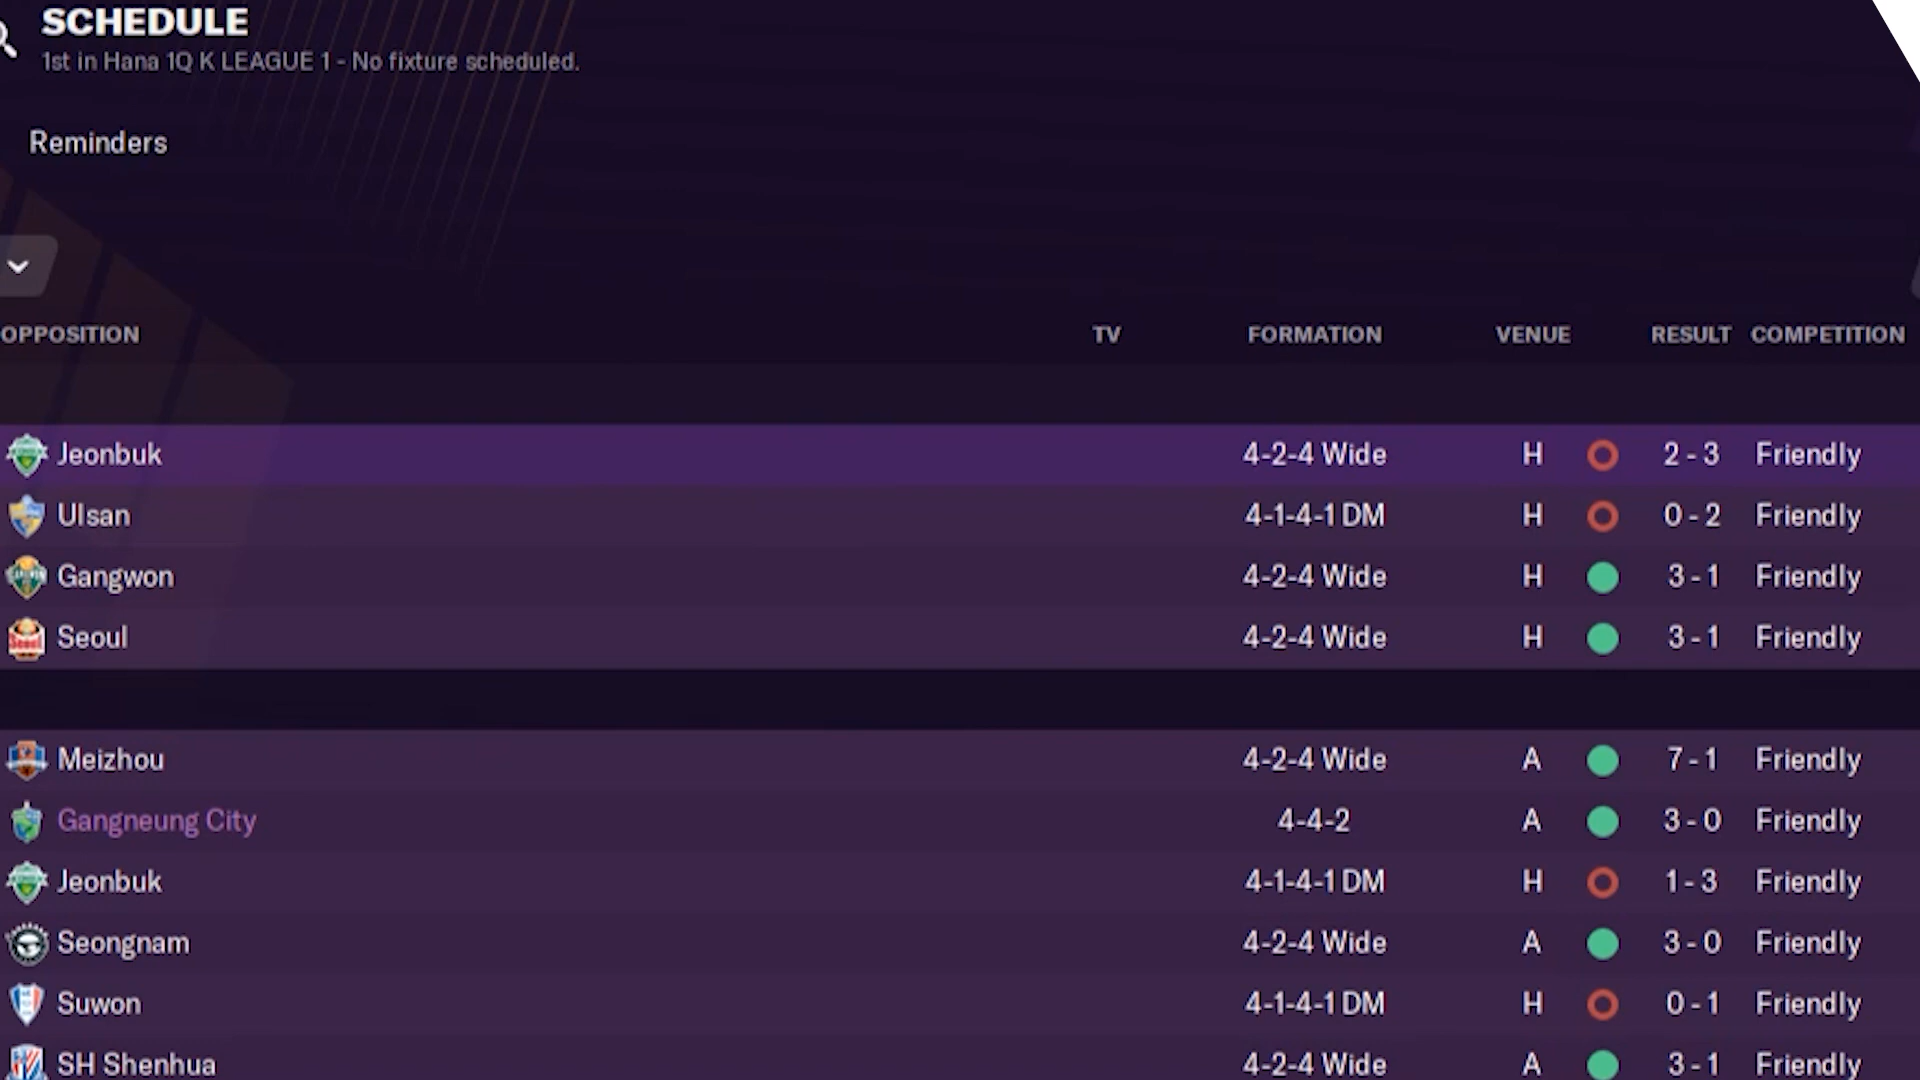 SCHEDULE
1st in Hana 1Q K LEAGUE 1 - No fixture scheduled.
Reminders
OPPOSITION TV FORMATION VENUE RESULT COMPETITION
Jeonbuk 4-2-4 Wide H 2 - 3 Friendly
Ulsan 4-1-4-1 DM H 0 - 2 Friendly
Gangwon 4-2-4 Wide H 3 - 1 Friendly
Seoul 4-2-4 Wide H 3 - 1 Friendly
Meizhou 4-2-4 Wide A 7 - 1 Friendly
Gangneung City 4-4-2 A 3 - 0 Friendly
Jeonbuk 4-1-4-1 DM H 1 - 3 Friendly
Seongnam 4-2-4 Wide A 3 - 0 Friendly
Suwon 4-1-4-1 DM H 0 - 1 Friendly
SH Shenhua 4-2-4 Wide A 3 - 1 Friendly